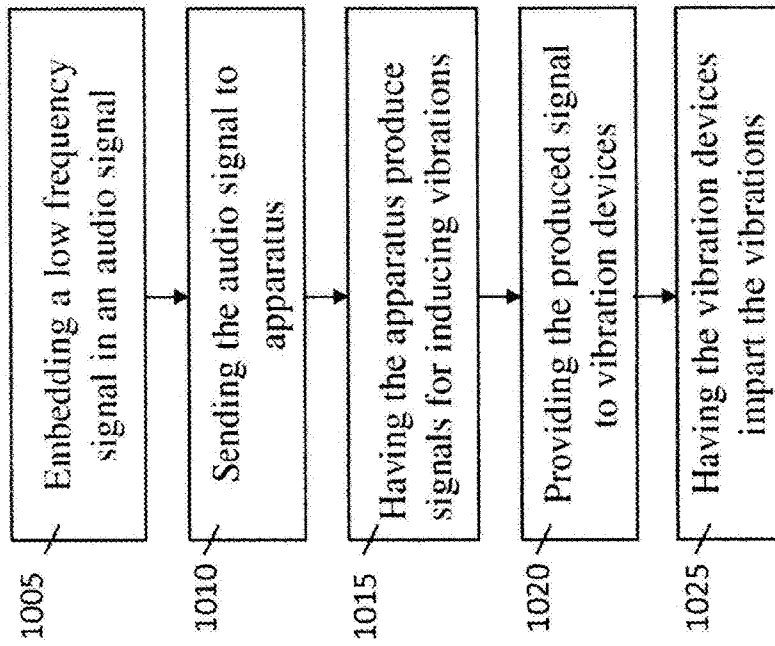 1005
Embedding a low frequency
signal in an audio signal
1010
Sending the audio signal to
apparatus
1015
Having the apparatus produce
signals for inducing vibrations
1020
Providing the produced signal
to vibration devices
1025
Having the vibration devices
impart the vibrations